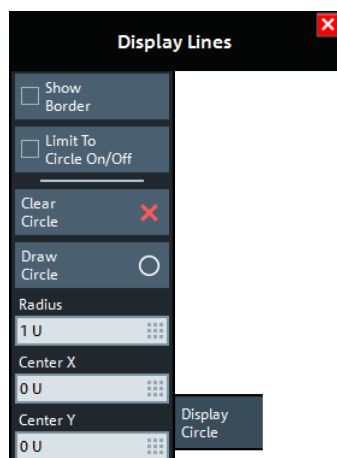 Display Lines
Show
Border
Limit To
Circle On/Off
Clear
Circle
Draw
Circle
Radius
1 U
Center X
0 U
Center Y
0 U
Display
Circle